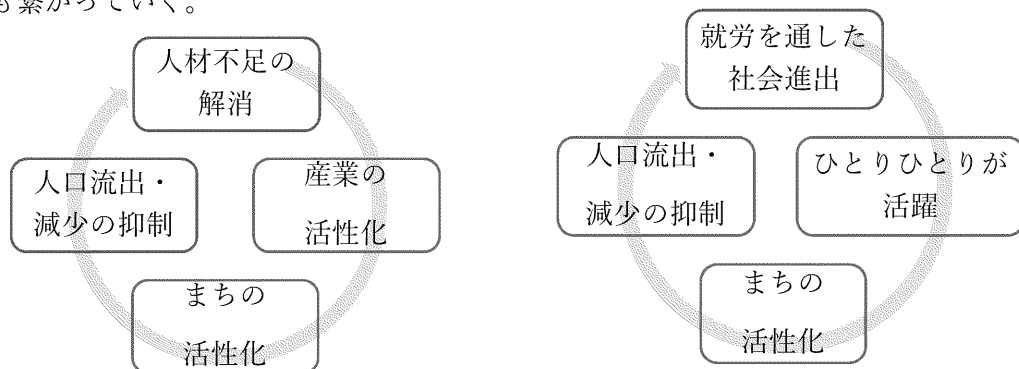 も繋がっていく。
人材不足の
解消
産業の
活性化
まちの
活性化
人口流出・
減少の抑制
就労を通した
社会進出
ひとりひとりが
活躍
まちの
活性化
人口流出・
減少の抑制